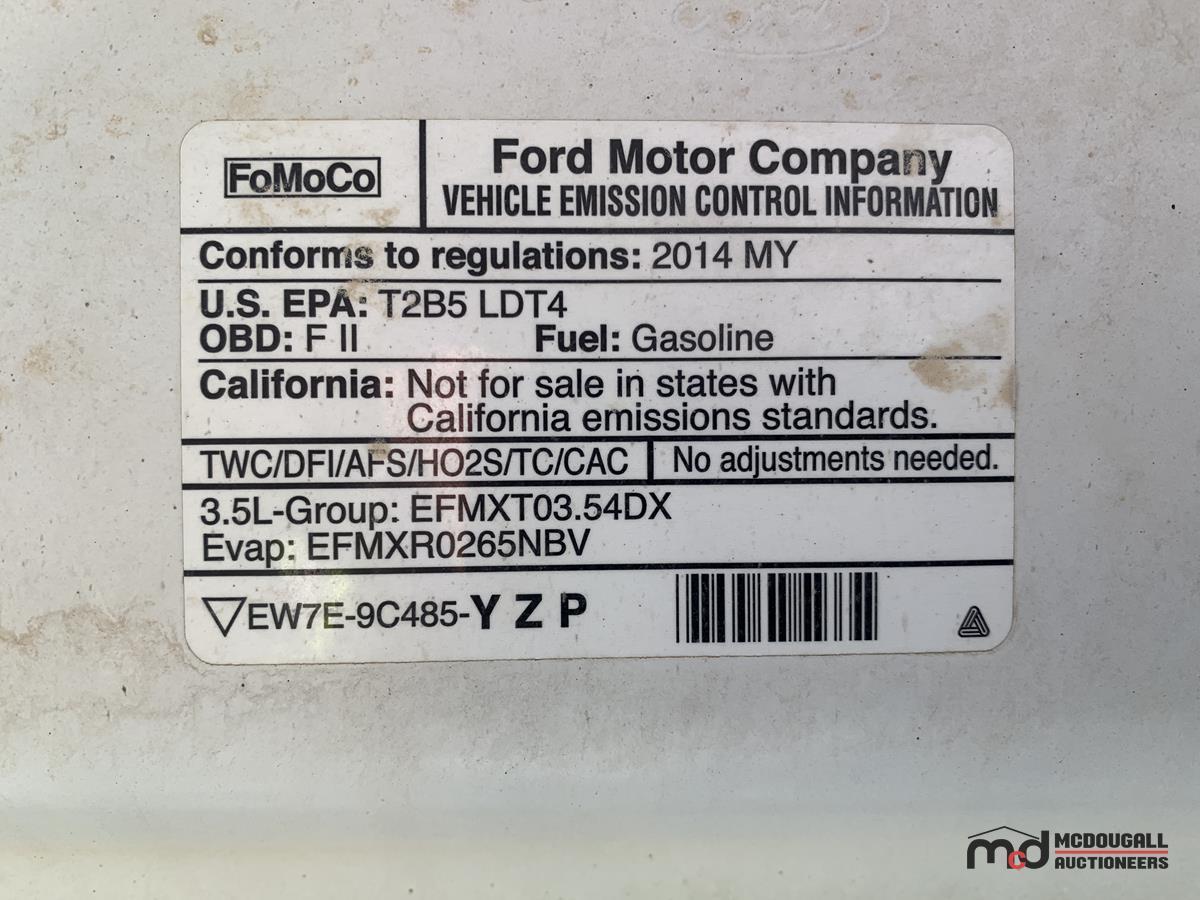 FoMoCo
Ford Motor Company
VEHICLE EMISSION CONTROL INFORMATION
Conforms to regulations: 2014 MY
U.S. EPA: T2B5 LDT4
OBD: F II Fuel: Gasoline
California: Not for sale in states with
California emissions standards.
TWC/DFI/AFS/HO2S/TC/CAC No adjustments needed.
3.5L-Group: EFMXT03.54DX
Evap: EFMXR0265NBV
EW7E-9C485-Y Z P
mcd MCDOUGALL
AUCTIONEERS